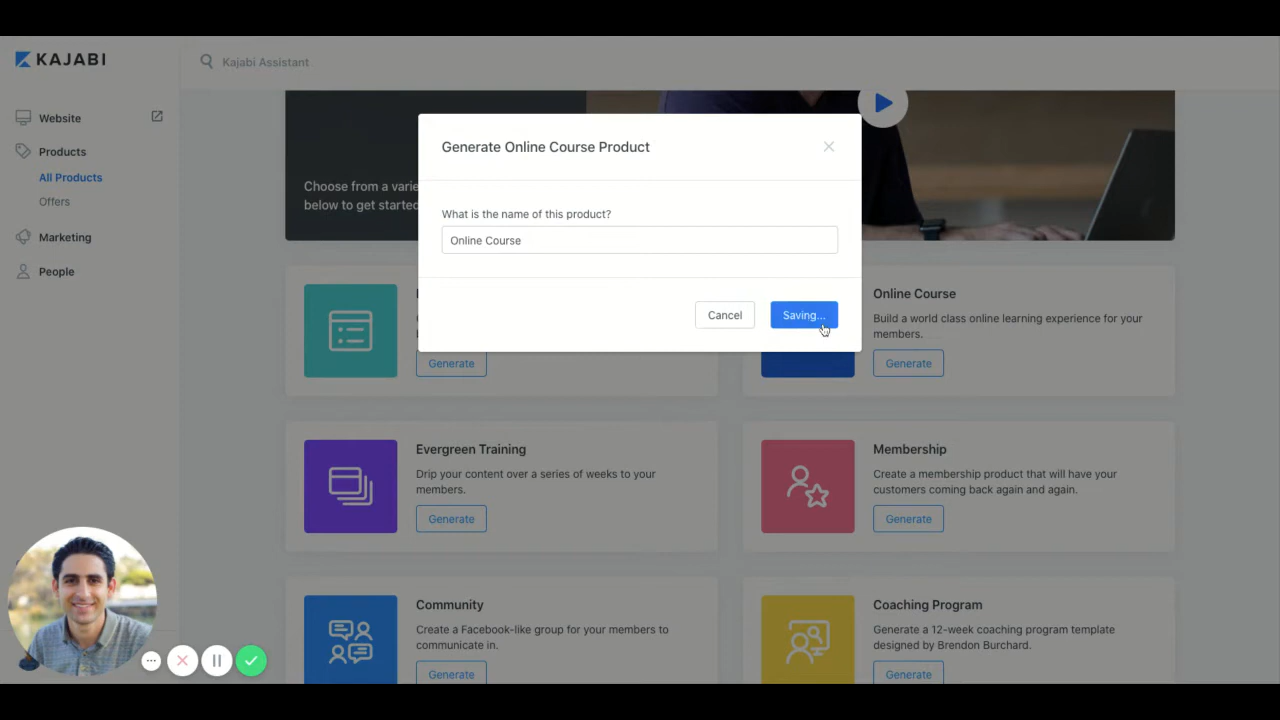 KAJABI
Kajabi Assistant
Website
Products
All Products
Offers
Marketing
People
Choose from a varie
below to get started
Generate Online Course Product
What is the name of this product?
Online Course
Cancel
Saving...
Generate
Online Course
Build a world class online learning experience for your
members.
Generate
Evergreen Training
Drip your content over a series of weeks to your
members.
Generate
Membership
Create a membership product that will have your
customers coming back again and again.
Generate
Community
Create a Facebook-like group for your members to
communicate in.
Generate
Coaching Program
Generate a 12-week coaching program template
designed by Brendon Burchard.
Generate